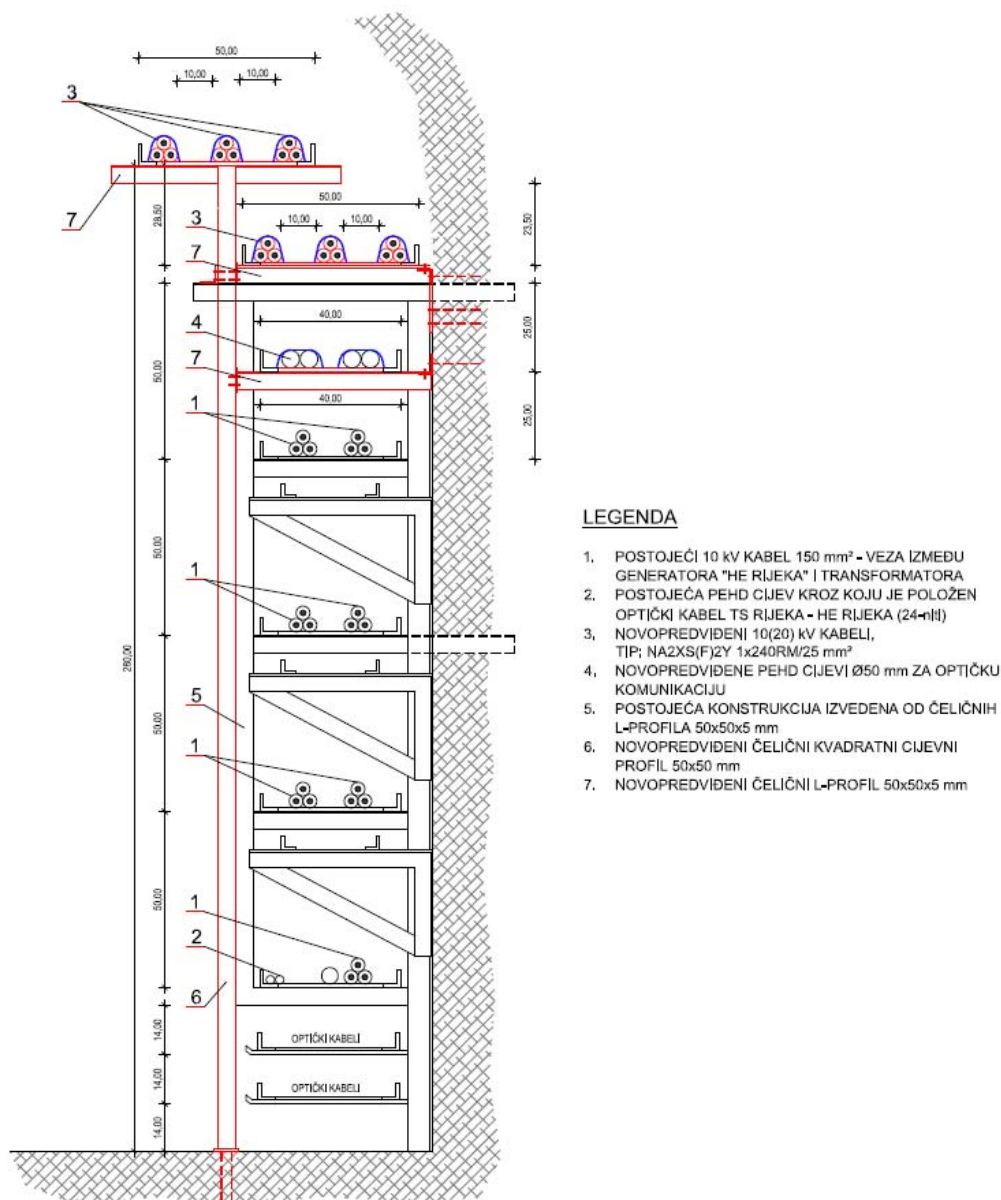 50,00
10,00 10,00
3
7
28,50
50,00
23,50
3
10,00 10,00
7
40,00
4
25,00
7
50,00
40,00
1
25,00
50,00
1
280,00
5
50,00
1
50,00
1
2
6
14,00
OPTIČKI KABELI
14,00
OPTIČKI KABELI
14,00
LEGENDA
1. POSTOJEĆI 10 kV KABEL 150 mm² - VEZA IZMEĐU
GENERATORA "HE RIJEKA" I TRANSFORMATORA
2. POSTOJEĆA PEHD CIJEV KROZ KOJU JE POLOŽEN
OPTIČKI KABEL TS RIJEKA - HE RIJEKA (24-niti)
3. NOVOPREDVIĐENI 10(20) kV KABELI,
TIP: NA2XS(F)2Y 1x240RM/25 mm²
4. NOVOPREDVIĐENE PEHD CIJEVI Ø50 mm ZA OPTIČKU
KOMUNIKACIJU
5. POSTOJEĆA KONSTRUKCIJA IZVEDENA OD ČELIČNIH
L-PROFILA 50x50x5 mm
6. NOVOPREDVIĐENI ČELIČNI KVADRATNI CIJEVNI
PROFIL 50x50 mm
7. NOVOPREDVIĐENI ČELIČNI L-PROFIL 50x50x5 mm